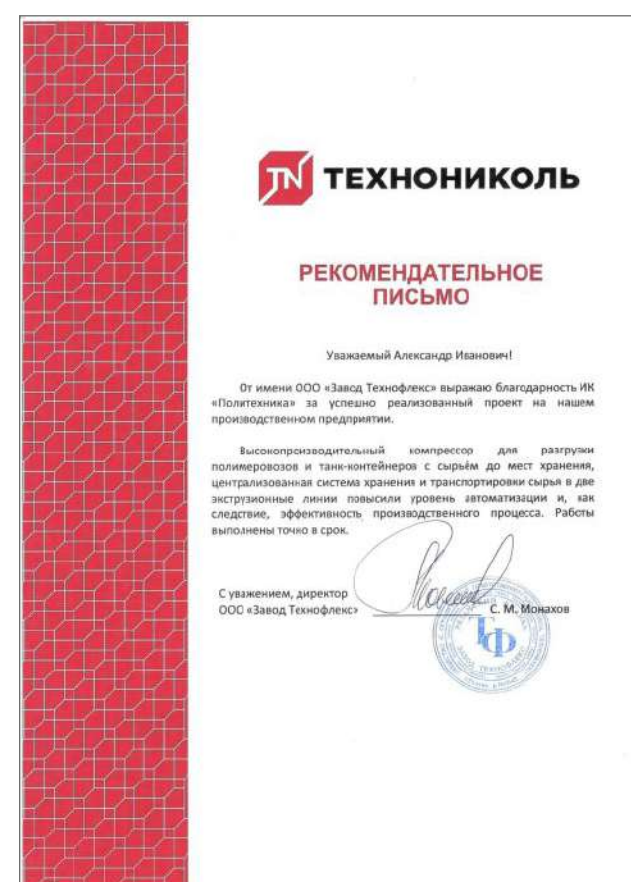 TN ТЕХНОНИКОЛЬ
РЕКОМЕНДАТЕЛЬНОЕ
ПИСЬМО
Уважаемый Александр Иванович!
От имени ООО «Завод Технофлекс» выражаю благодарность ИК
«Политехника» за успешно реализованный проект на нашем
производственном предприятии.
Высокопроизводительный компрессор для разгрузки
полимеровозов и танк-контейнеров с сырьём до мест хранения,
централизованная система хранения и транспортировки сырья в две
экструзионные линии повысили уровень автоматизации и, как
следствие, эффективность производственного процесса. Работы
выполнены точно в срок.
С уважением, директор
ООО «Завод Технофлекс»
С. М. Монахов
ТФ